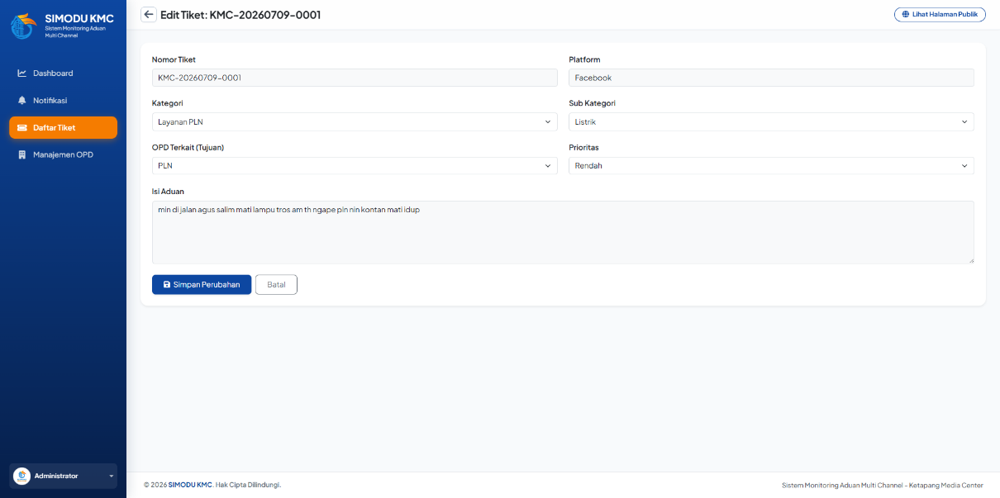 SIMODU KMC
Sistem Monitoring Aduan
Multi Channel
Dashboard
Notifikasi
Daftar Tiket
Manajemen OPD
Administrator
Edit Tiket: KMC-20260709-0001
Lihat Halaman Publik
Nomor Tiket
KMC-20260709-0001
Platform
Facebook
Kategori
Layanan PLN
Sub Kategori
Listrik
OPD Terkait (Tujuan)
PLN
Prioritas
Rendah
Isi Aduan
min di jalan agus salim mati lampu tros am th ngape pln nin kontan mati idup
Simpan Perubahan
Batal
© 2026 SIMODU KMC. Hak Cipta Dilindungi.
Sistem Monitoring Aduan Multi Channel – Ketapang Media Center